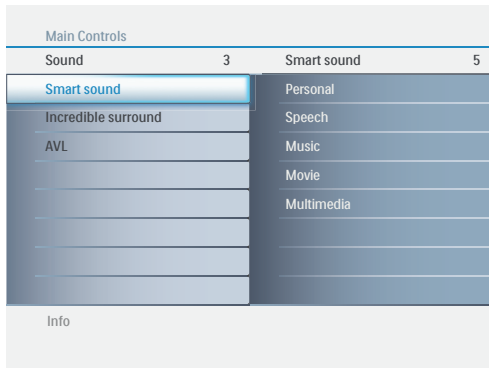 Main Controls
Sound 3 Smart sound 5
Smart sound Personal
Incredible surround Speech
AVL Music
Movie
Multimedia
Info